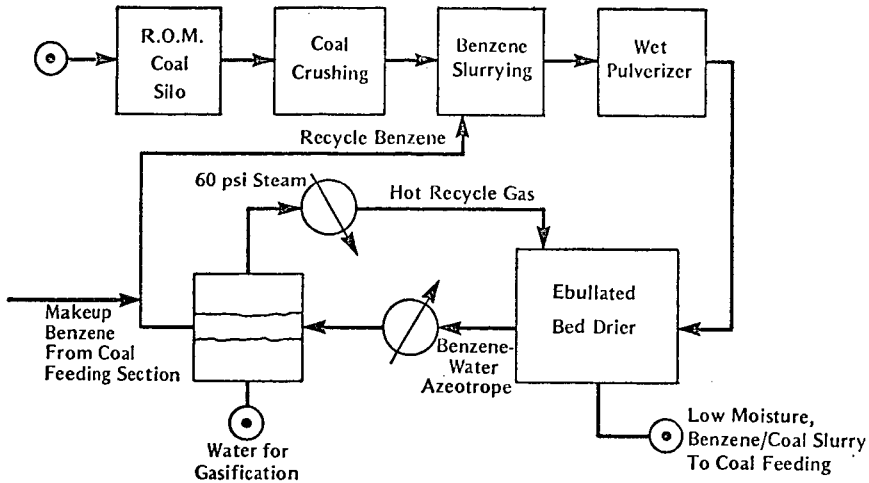 R.O.M.
Coal
Silo
Coal
Crushing
Benzene
Slurrying
Wet
Pulverizer
Recycle Benzene
60 psi Steam
Hot Recycle Gas
Ebullated
Bed Drier
Makeup
Benzene
From Coal
Feeding Section
Benzene-
Water
Azeotrope
Water for
Gasification
Low Moisture,
Benzene/Coal Slurry
To Coal Feeding